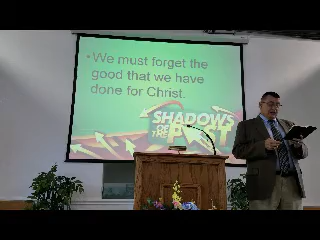 • We must forget the
good that we have
done for Christ.
SHADOWS
OF THE PAST